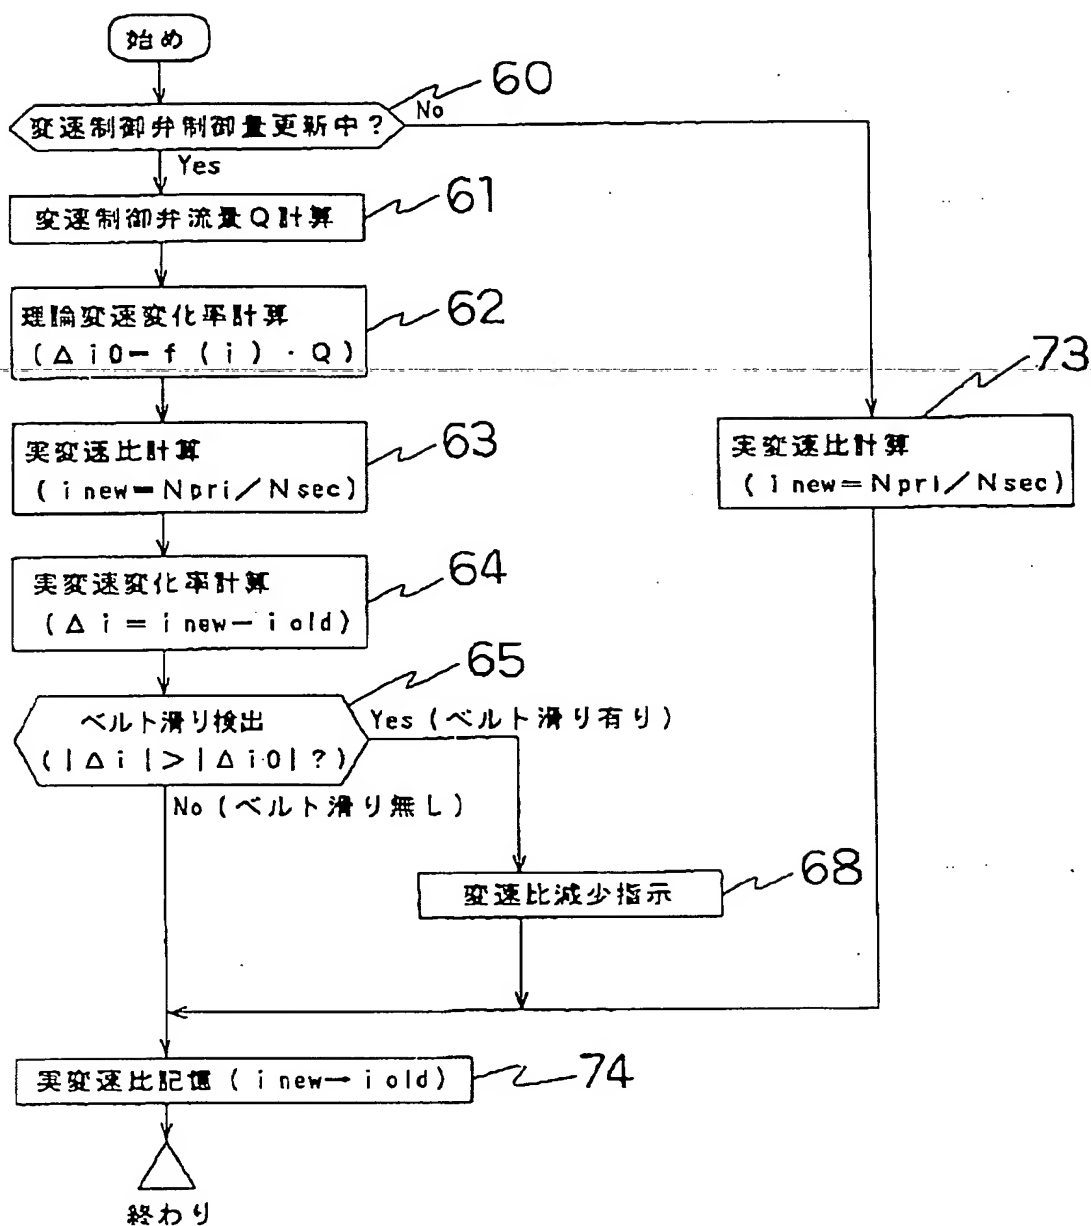 始め
60
変速制御弁制御量更新中？
No
Yes
61
変速制御弁流量Q計算
62
理論変速変化率計算
(Δi0=f(i)・Q)
73
63
実変速比計算
(inew=Npri/Nsec)
実変速比計算
(inew=Npri/Nsec)
64
実変速変化率計算
(Δi=inew-iold)
65
ベルト滑り検出
(|Δi|>|Δi0|?)
Yes (ベルト滑り有り)
No (ベルト滑り無し)
68
変速比減少指示
74
実変速比記憶 (inew→iold)
終わり